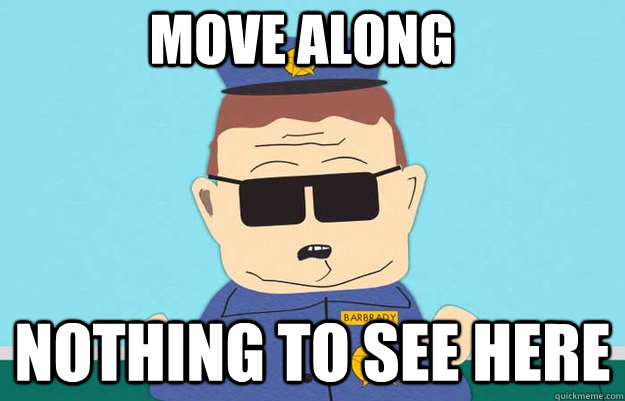 MOVE ALONG
BARBRADY
NOTHING TO SEE HERE
quickmeme.com